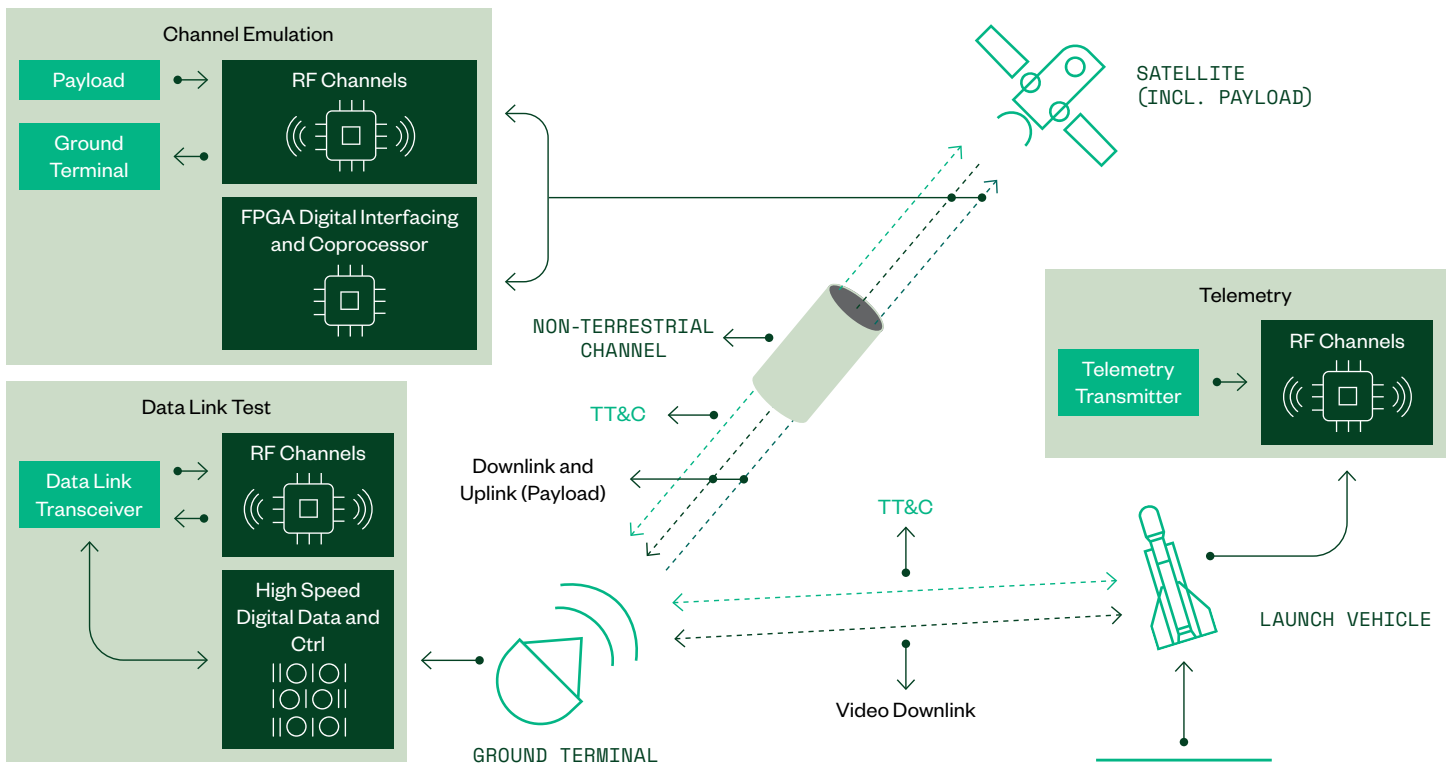 Channel Emulation
Payload
RF Channels
Ground
Terminal
FPGA Digital Interfacing
and Coprocessor
SATELLITE
(INCL. PAYLOAD)
NON-TERRESTRIAL
CHANNEL
Telemetry
RF Channels
Telemetry
Transmitter
Data Link Test
RF Channels
Data Link
Transceiver
High Speed
Digital Data and
Ctrl
TT&C
Downlink and
Uplink (Payload)
TT&C
Video Downlink
LAUNCH VEHICLE
GROUND TERMINAL